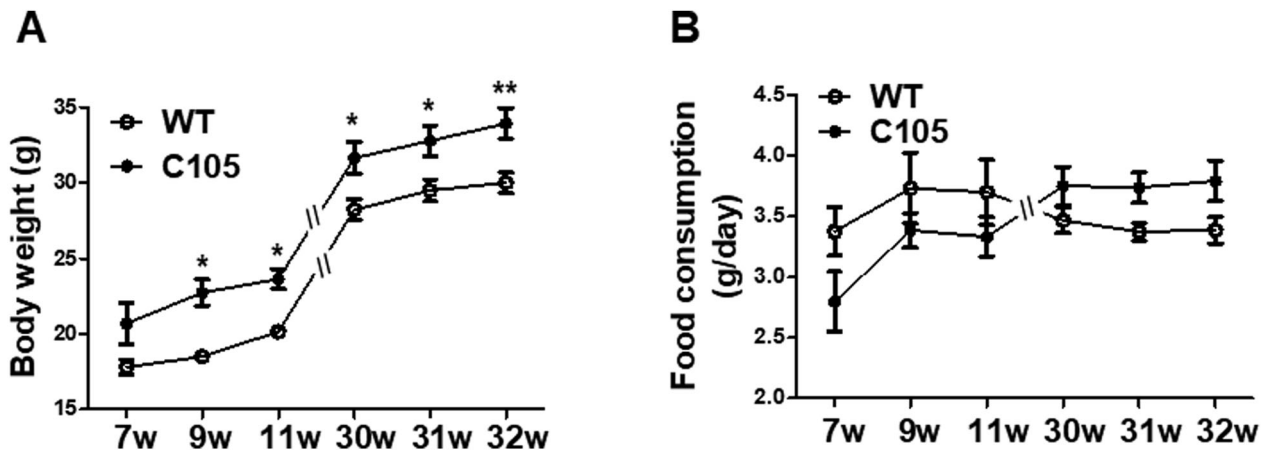 A
WT
C105
Body weight (g)
35
30
25
20
15
*
*
*
*
**
7w 9w 11w 30w 31w 32w
B
WT
C105
Food consumption
(g/day)
4.5
4.0
3.5
3.0
2.5
2.0
7w 9w 11w 30w 31w 32w